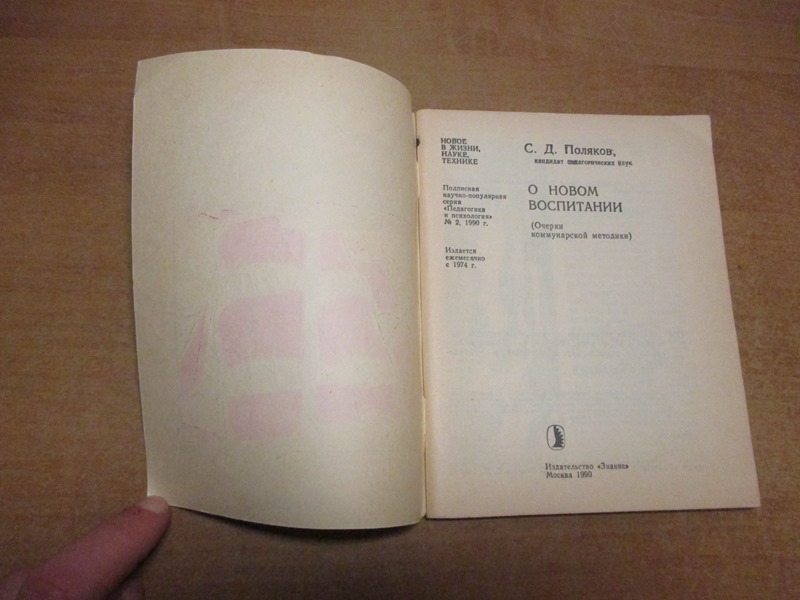 НОВОЕ
В ЖИЗНИ,
НАУКЕ,
ТЕХНИКЕ
Подписная
научно-популярная
серия
«Педагогика
и психология»
№ 2, 1990 г.
Издается
ежемесячно
с 1974 г.
С. Д. Поляков,
кандидат педагогических наук
О НОВОМ
ВОСПИТАНИИ
(Очерки
коммунарской методики)
Издательство «Знание»
Москва 1990